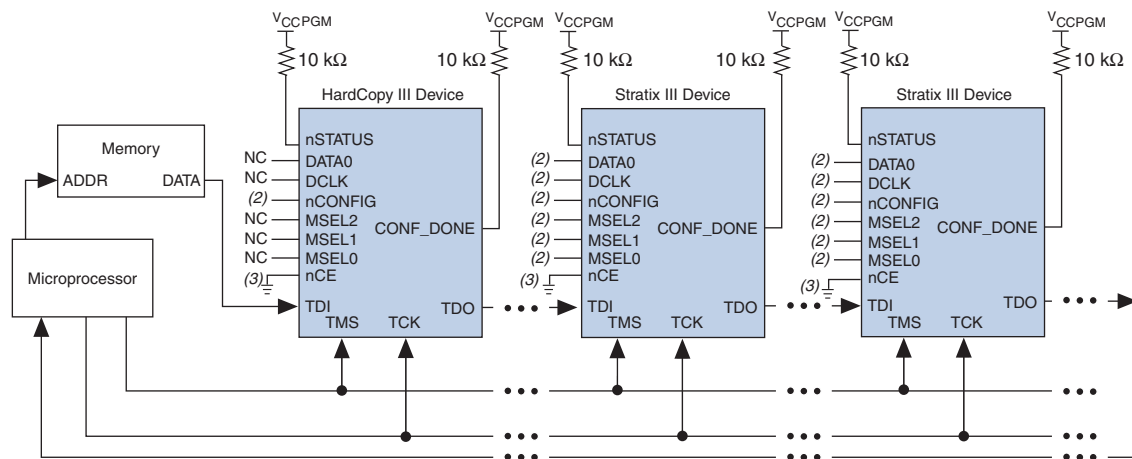 VCCPGM VCCPGM VCCPGM VCCPGM VCCPGM VCCPGM
10 kΩ 10 kΩ 10 kΩ 10 kΩ 10 kΩ 10 kΩ
HardCopy III Device
nSTATUS
NC DATA0
NC DCLK
(2) nCONFIG
NC MSEL2
NC MSEL1
NC MSEL0
(3) nCE
CONF_DONE
TDI
TDO
TMS TCK
Stratix III Device
nSTATUS
(2) DATA0
(2) DCLK
(2) nCONFIG
(2) MSEL2
(2) MSEL1
(2) MSEL0
(3) nCE
CONF_DONE
TDI
TDO
TMS TCK
Stratix III Device
nSTATUS
(2) DATA0
(2) DCLK
(2) nCONFIG
(2) MSEL2
(2) MSEL1
(2) MSEL0
(3) nCE
CONF_DONE
TDI
TDO
TMS TCK
Memory
ADDR DATA
Microprocessor